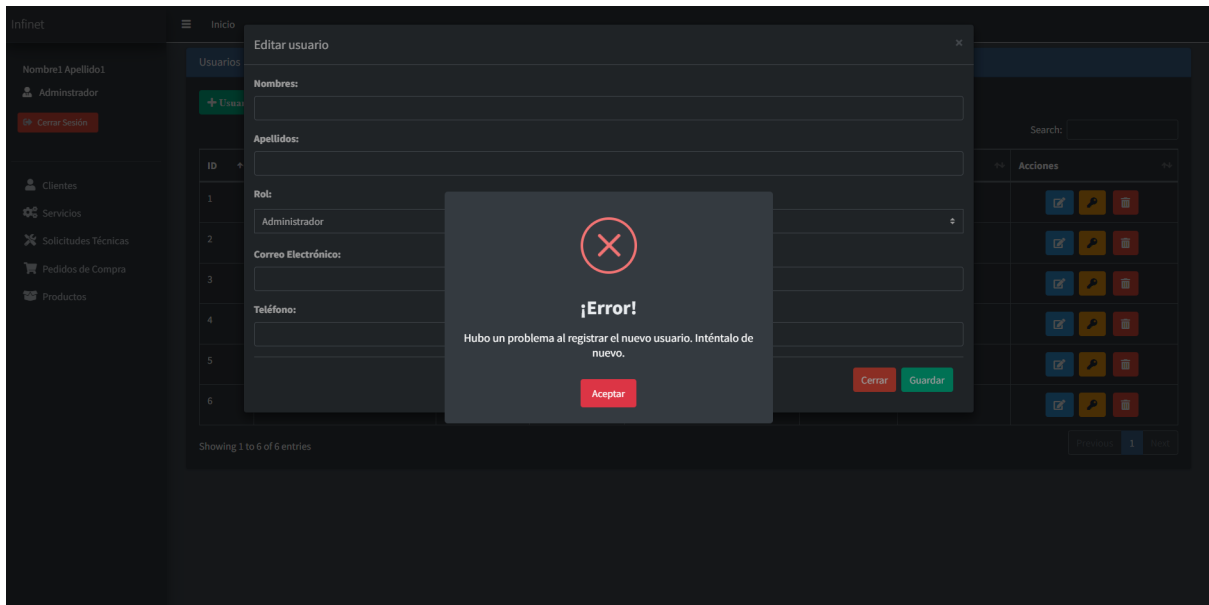 Infinet
Inicio
Nombre1 Apellido1
Adminstrador
Cerrar Sesión
Clientes
Servicios
Solicitudes Técnicas
Pedidos de Compra
Productos
Usuarios
Search:
ID
Acciones
1
2
3
4
5
6
Showing 1 to 6 of 6 entries
Previous 1 Next
Editar usuario
×
Nombres:
Apellidos:
Rol:
Administrador
Correo Electrónico:
Teléfono:
Cerrar Guardar
¡Error!
Hubo un problema al registrar el nuevo usuario. Inténtalo de
nuevo.
Aceptar